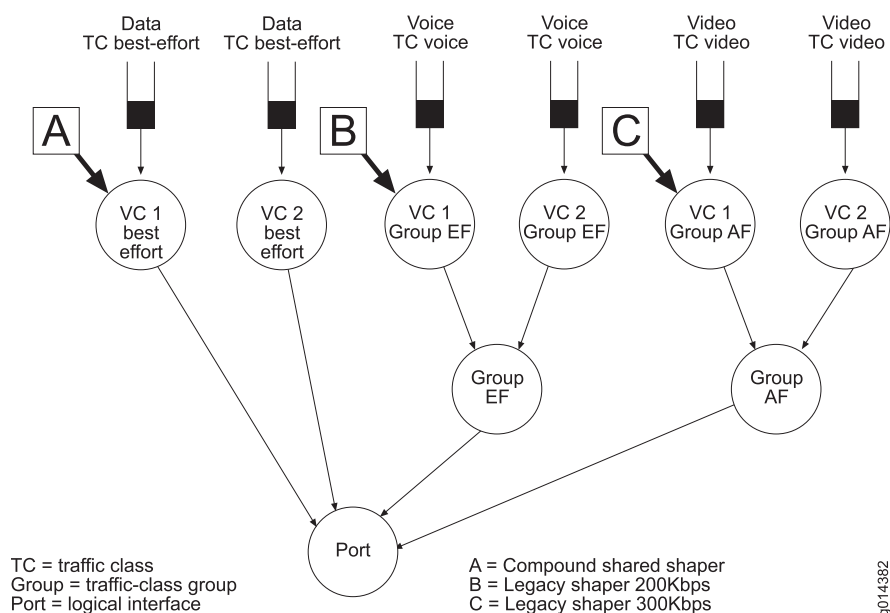 Data
TC best-effort
Data
TC best-effort
Voice
TC voice
Voice
TC voice
Video
TC video
Video
TC video
A
B
C
VC 1
best
effort
VC 2
best
effort
VC 1
Group EF
VC 2
Group EF
VC 1
Group AF
VC 2
Group AF
Group
EF
Group
AF
Port
TC = traffic class
Group = traffic-class group
Port = logical interface
A = Compound shared shaper
B = Legacy shaper 200Kbps
C = Legacy shaper 300Kbps
g014382